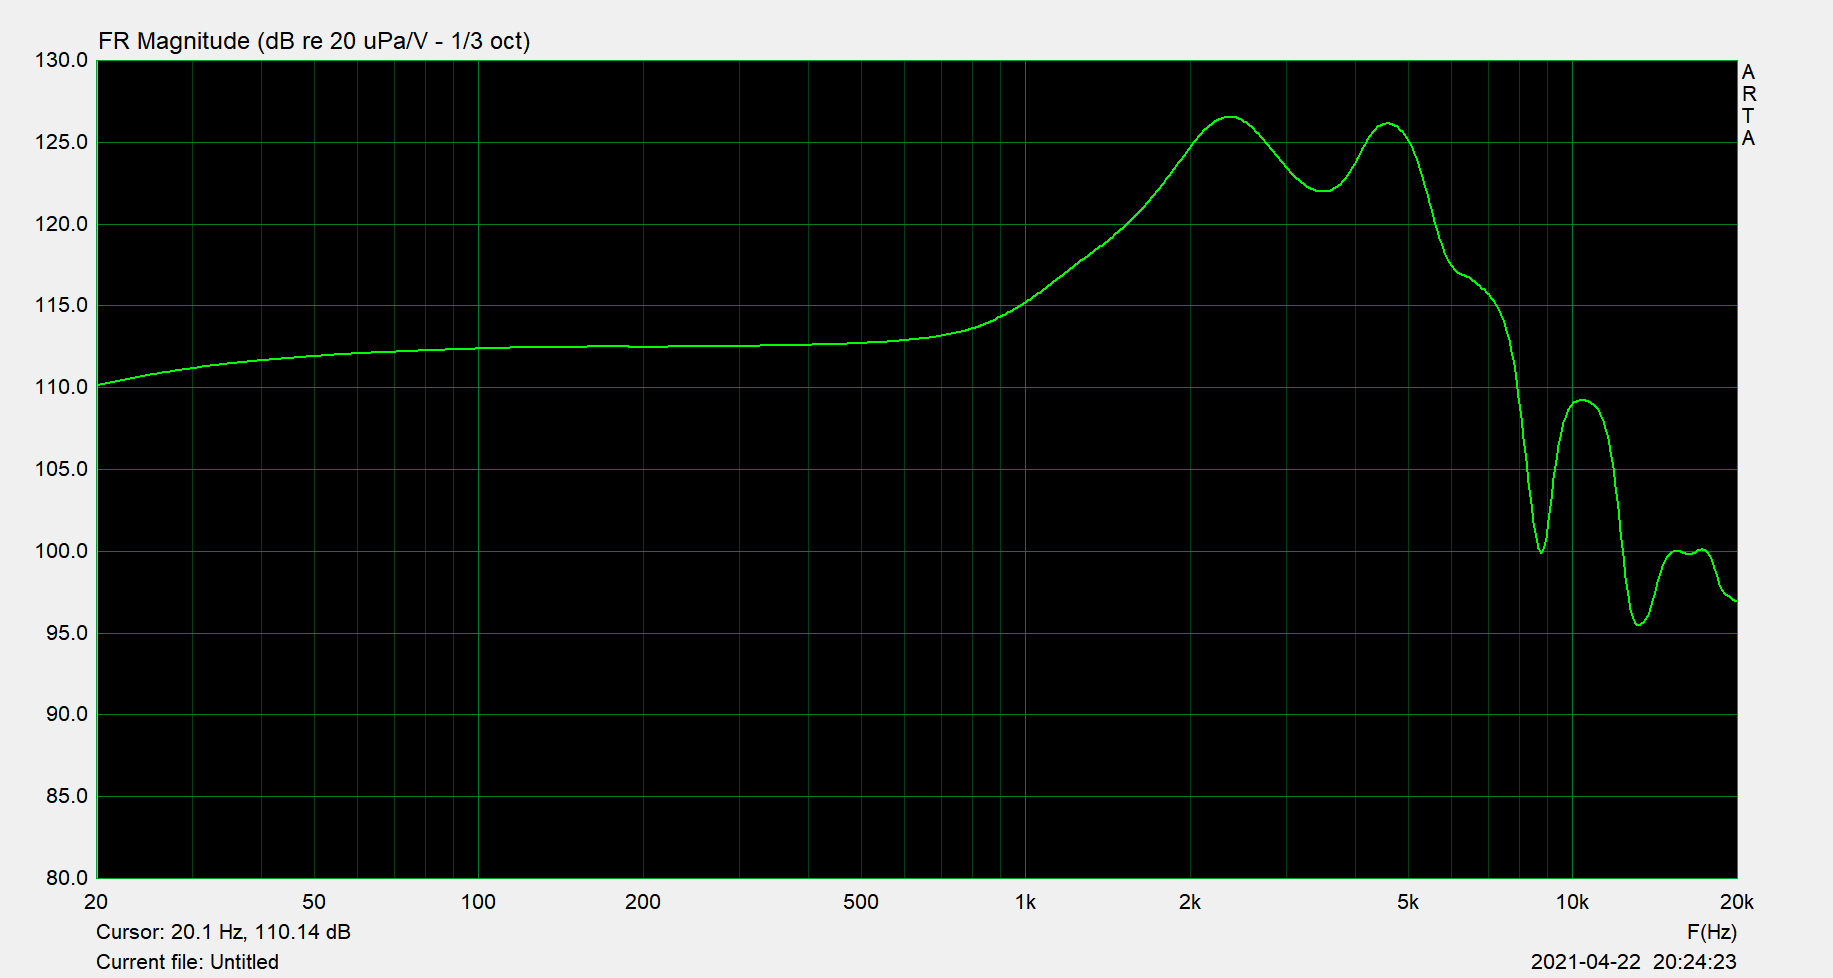 FR Magnitude (dB re 20 uPa/V - 1/3 oct)
130.0
125.0
120.0
115.0
110.0
105.0
100.0
95.0
90.0
85.0
80.0
A
R
T
A
20 50 100 200 500 1k 2k 5k 10k 20k
Cursor: 20.1 Hz, 110.14 dB F(Hz)
Current file: Untitled 2021-04-22 20:24:23